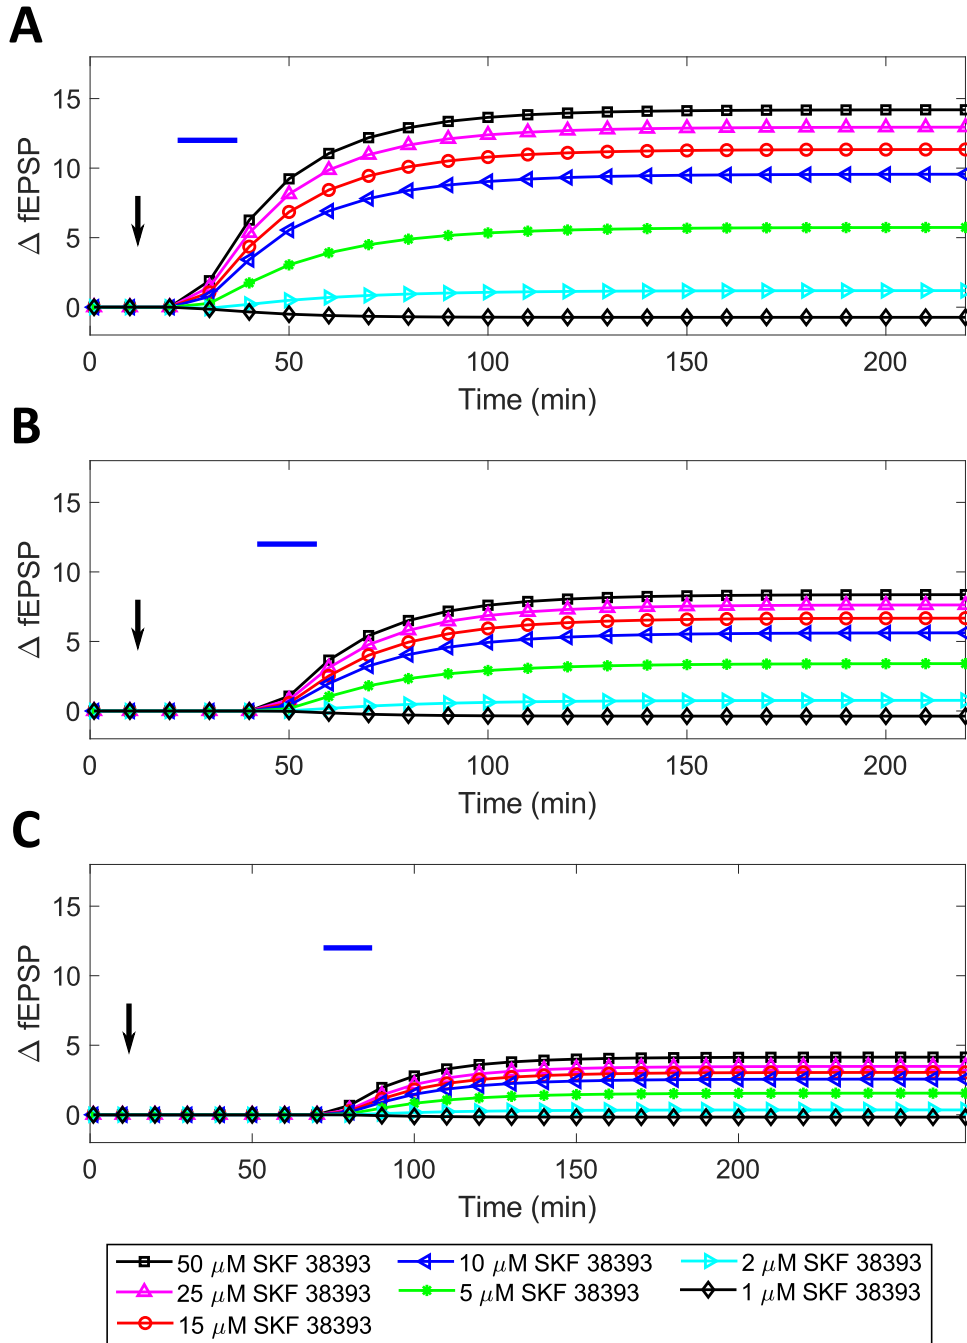 A
15
10
5
0
Δ fEPSP
0 50 100 150 200
Time (min)
B
15
10
5
0
Δ fEPSP
0 50 100 150 200
Time (min)
C
15
10
5
0
Δ fEPSP
0 50 100 150 200
Time (min)
50 μM SKF 38393 10 μM SKF 38393 2 μM SKF 38393
25 μM SKF 38393 5 μM SKF 38393 1 μM SKF 38393
15 μM SKF 38393